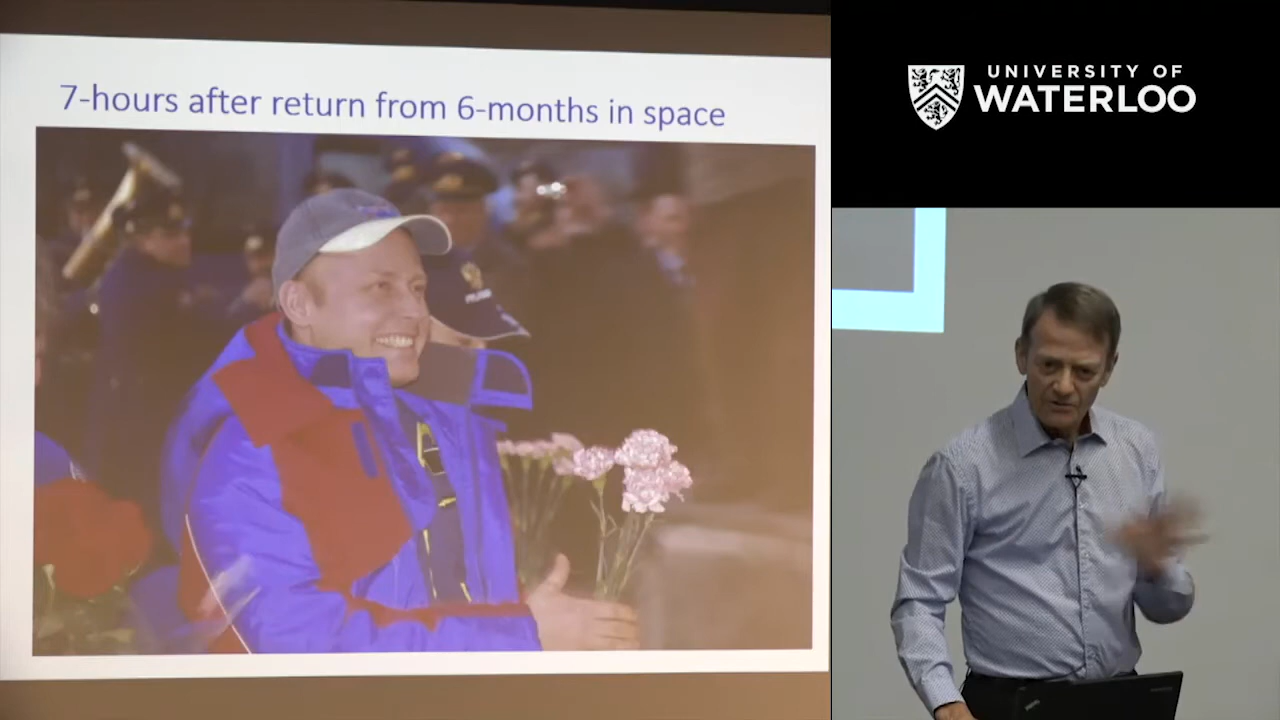 7-hours after return from 6-months in space
UNIVERSITY OF
WATERLOO